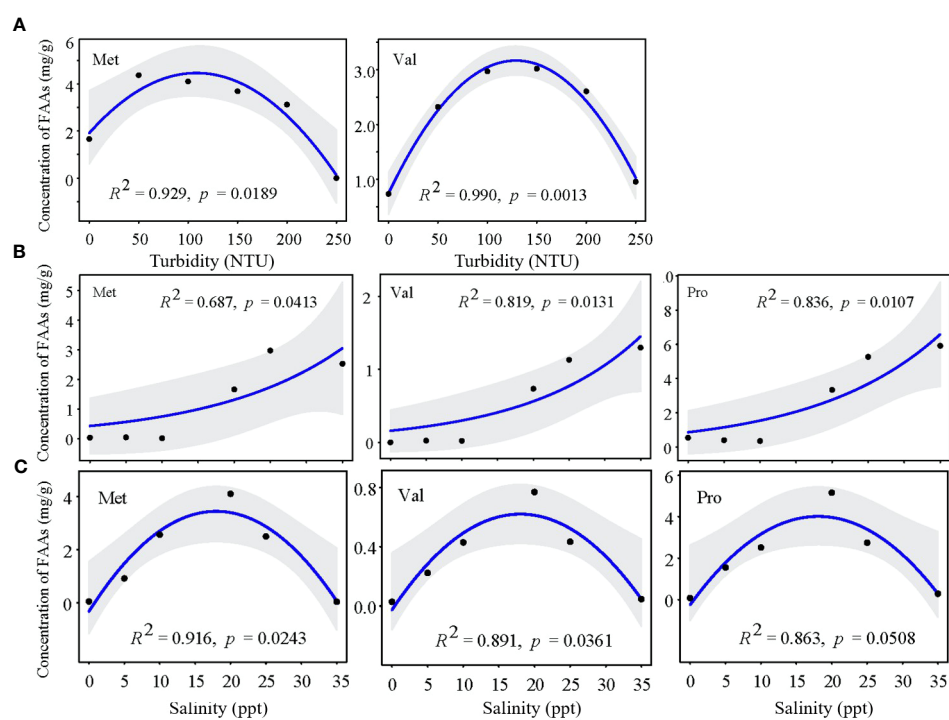 A
Concentration of FAAs (mg/g)
6
4
2
0
Met
R² = 0.929, p = 0.0189
0 50 100 150 200 250
Turbidity (NTU)
3.0
2.0
1.0
Val
R² = 0.990, p = 0.0013
0 50 100 150 200 250
Turbidity (NTU)
B
Concentration of FAAs (mg/g)
5
4
3
2
1
0
Met
R² = 0.687, p = 0.0413
2
1
0
Val
R² = 0.819, p = 0.0131
0
8
6
4
2
0
Pro
R² = 0.836, p = 0.0107
C
Concentration of FAAs (mg/g)
4
2
0
Met
R² = 0.916, p = 0.0243
0 5 10 15 20 25 30 35
Salinity (ppt)
0.8
0.4
0.0
Val
R² = 0.891, p = 0.0361
0 5 10 15 20 25 30 35
Salinity (ppt)
6
4
2
0
Pro
R² = 0.863, p = 0.0508
0 5 10 15 20 25 30 35
Salinity (ppt)